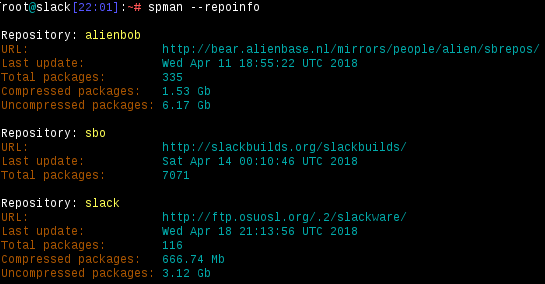 root@slack[22:01]:~# spman --repoinfo
Repository: alienbob
URL: http://bear.alienbase.nl/mirrors/people/alien/sbrepos/
Last update: Wed Apr 11 18:55:22 UTC 2018
Total packages: 335
Compressed packages: 1.53 Gb
Uncompressed packages: 6.17 Gb
Repository: sbo
URL: http://slackbuilds.org/slackbuilds/
Last update: Sat Apr 14 00:10:46 UTC 2018
Total packages: 7071
Repository: slack
URL: http://ftp.osuosl.org/.2/slackware/
Last update: Wed Apr 18 21:13:56 UTC 2018
Total packages: 116
Compressed packages: 666.74 Mb
Uncompressed packages: 3.12 Gb